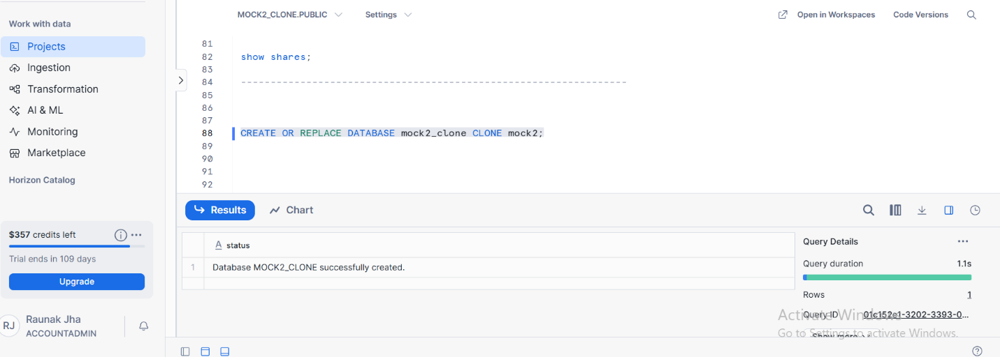 MOCK2_CLONE.PUBLIC Settings Open in Workspaces Code Versions
Work with data
Projects
Ingestion
Transformation
AI & ML
Monitoring
Marketplace
Horizon Catalog
$357 credits left
Trial ends in 109 days
Upgrade
RJ Raunak Jha
ACCOUNTADMIN
81
82 show shares;
83
84 -----------------------------------------------------------------
85
86
87
88 CREATE OR REPLACE DATABASE mock2_clone CLONE mock2;
89
90
91
92
Results Chart
A status
1 Database MOCK2_CLONE successfully created.
Query Details
Query duration 1.1s
Rows 1
Query ID 01c152e1-3202-3393-0...
Show more
Activate Windows
Go to Settings to activate Windows.